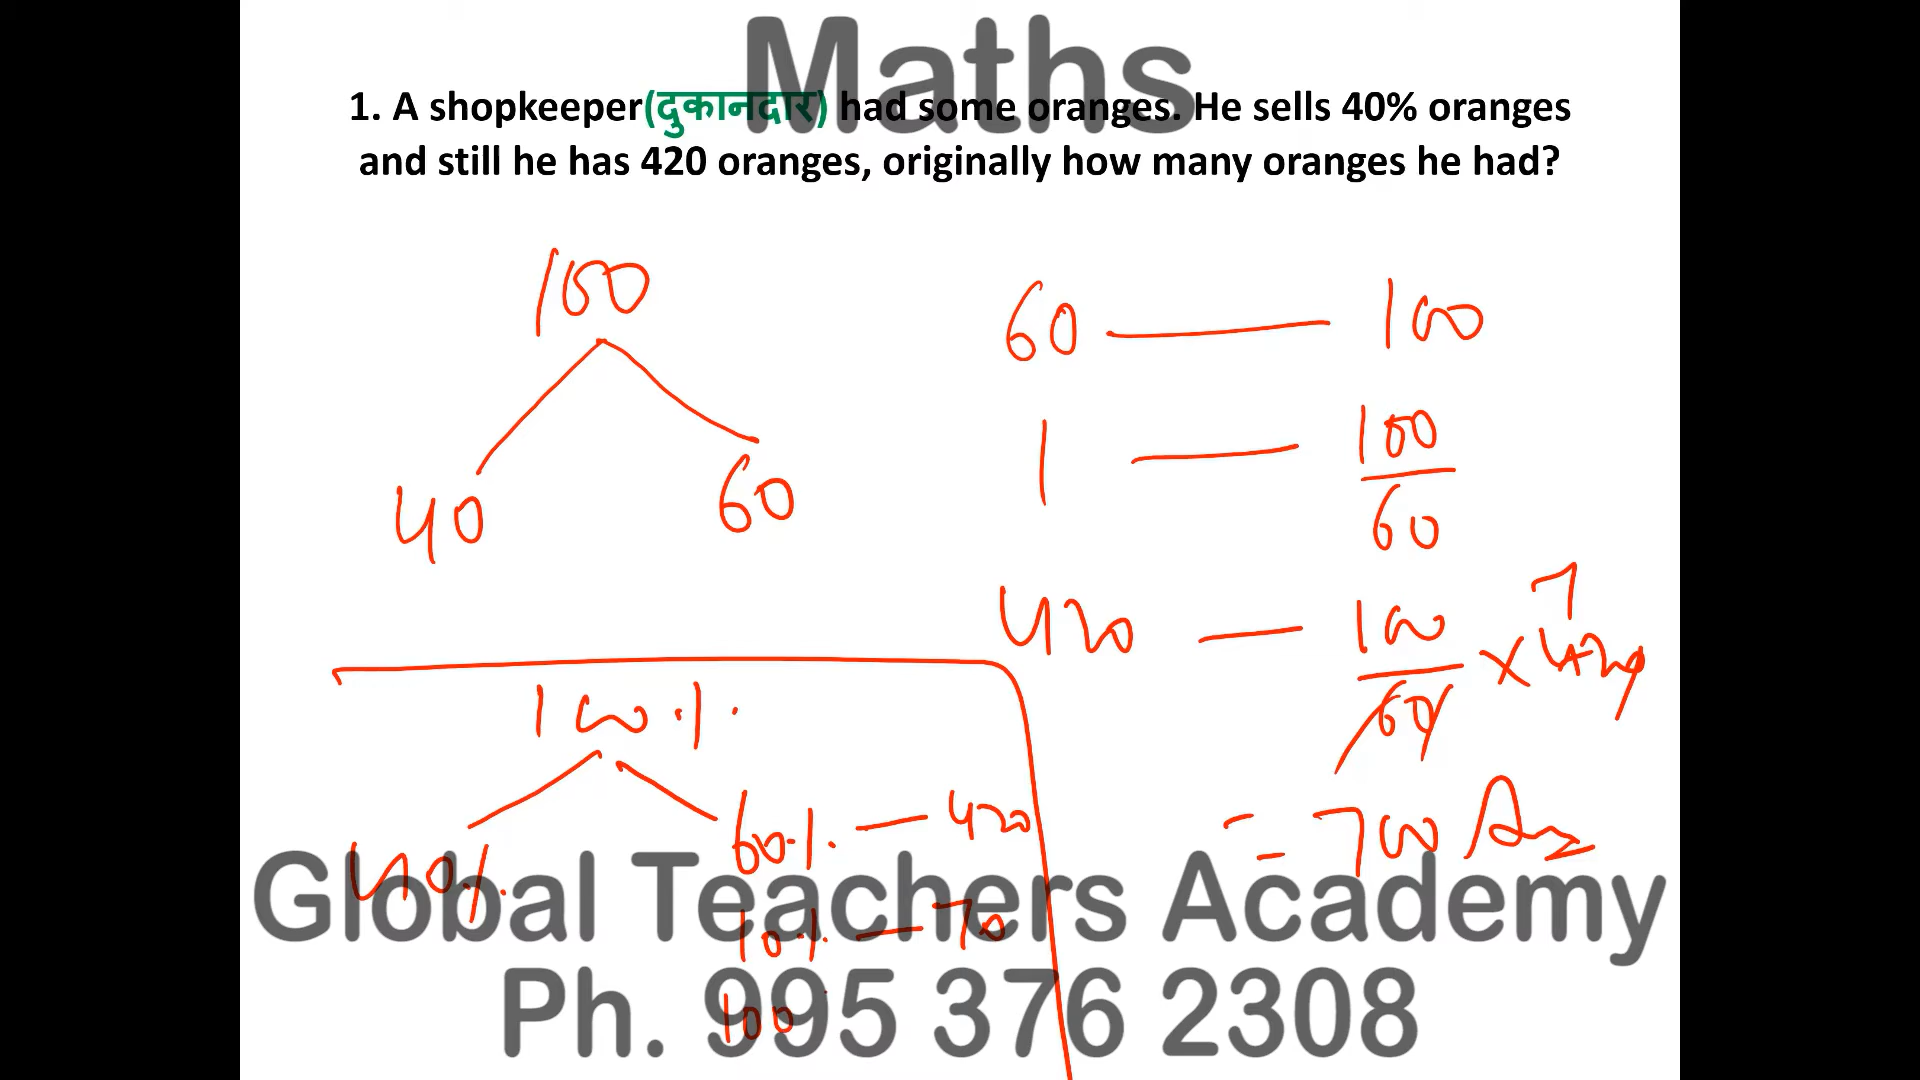 Maths
1. A shopkeeper(दुकानदार) had some oranges. He sells 40% oranges
and still he has 420 oranges, originally how many oranges he had?
100
40 60
60 — 100
1 — 100/60
420 — 100/60 × 420 7
= 700 Ans
100%
40% 60% — 420
10% — 70
100
Global Teachers Academy
Ph. 995 376 2308